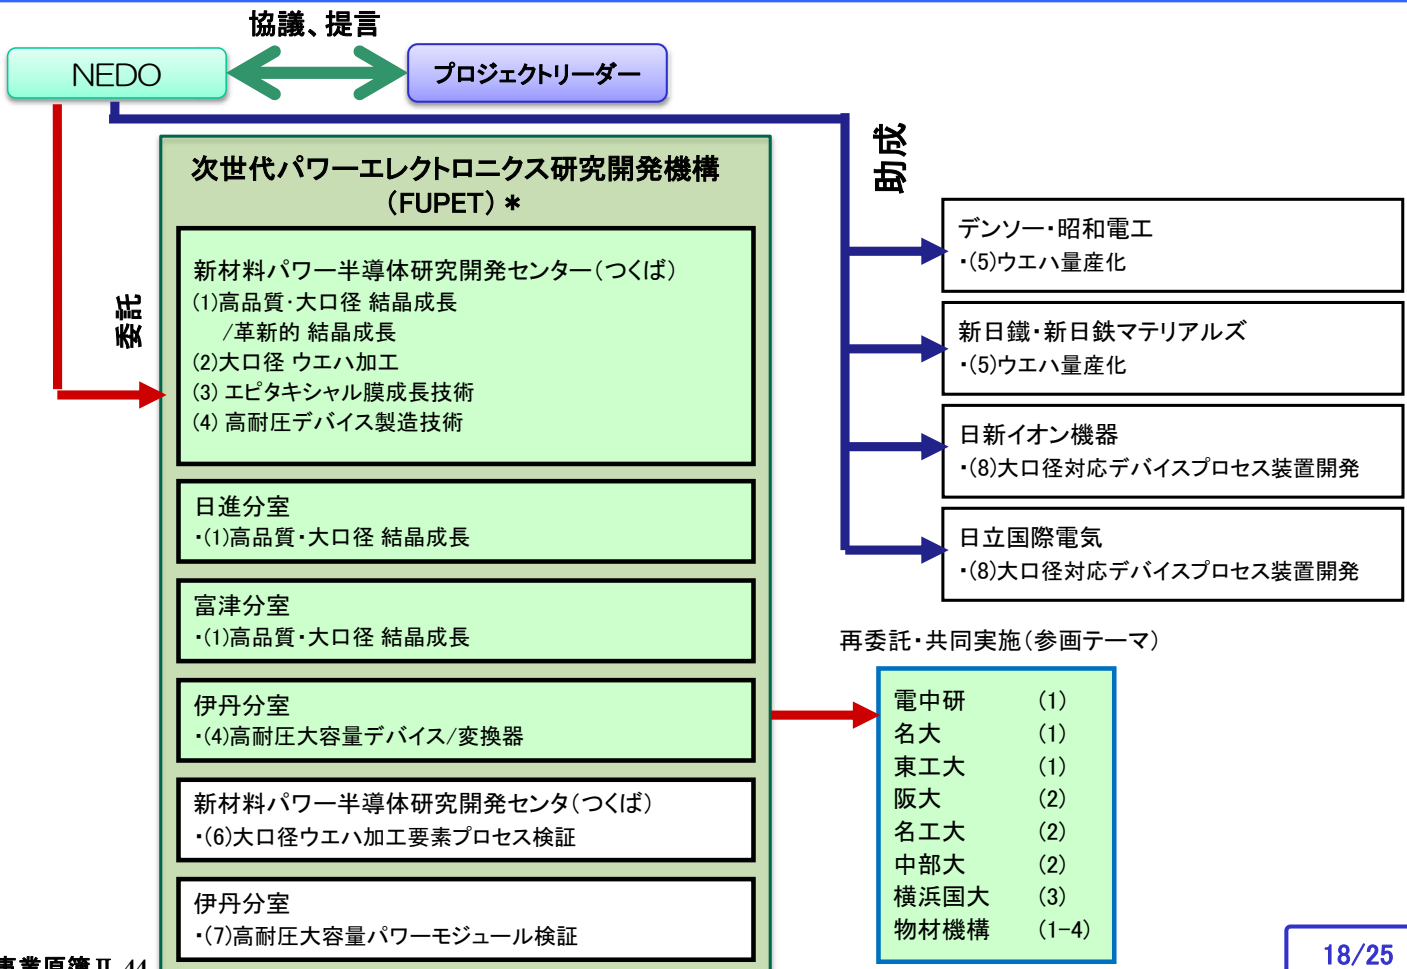 協議、提言
NEDO
プロジェクトリーダー
助成
委託
次世代パワーエレクトロニクス研究開発機構
(FUPET)*
新材料パワー半導体研究開発センター(つくば)
(1)高品質・大口径 結晶成長
/革新的 結晶成長
(2)大口径 ウエハ加工
(3) エピタキシャル膜成長技術
(4) 高耐圧デバイス製造技術
日進分室
・(1)高品質・大口径 結晶成長
富津分室
・(1)高品質・大口径 結晶成長
伊丹分室
・(4)高耐圧大容量デバイス/変換器
新材料パワー半導体研究開発センタ(つくば)
・(6)大口径ウエハ加工要素プロセス検証
伊丹分室
・(7)高耐圧大容量パワーモジュール検証
デンソー・昭和電工
・(5)ウエハ量産化
新日鐵・新日鉄マテリアルズ
・(5)ウエハ量産化
日新イオン機器
・(8)大口径対応デバイスプロセス装置開発
日立国際電気
・(8)大口径対応デバイスプロセス装置開発
再委託・共同実施(参画テーマ)
電中研 (1)
名大 (1)
東工大 (1)
阪大 (2)
名工大 (2)
中部大 (2)
横浜国大 (3)
物材機構 (1-4)
事業原簿 Ⅱ-44
18/25